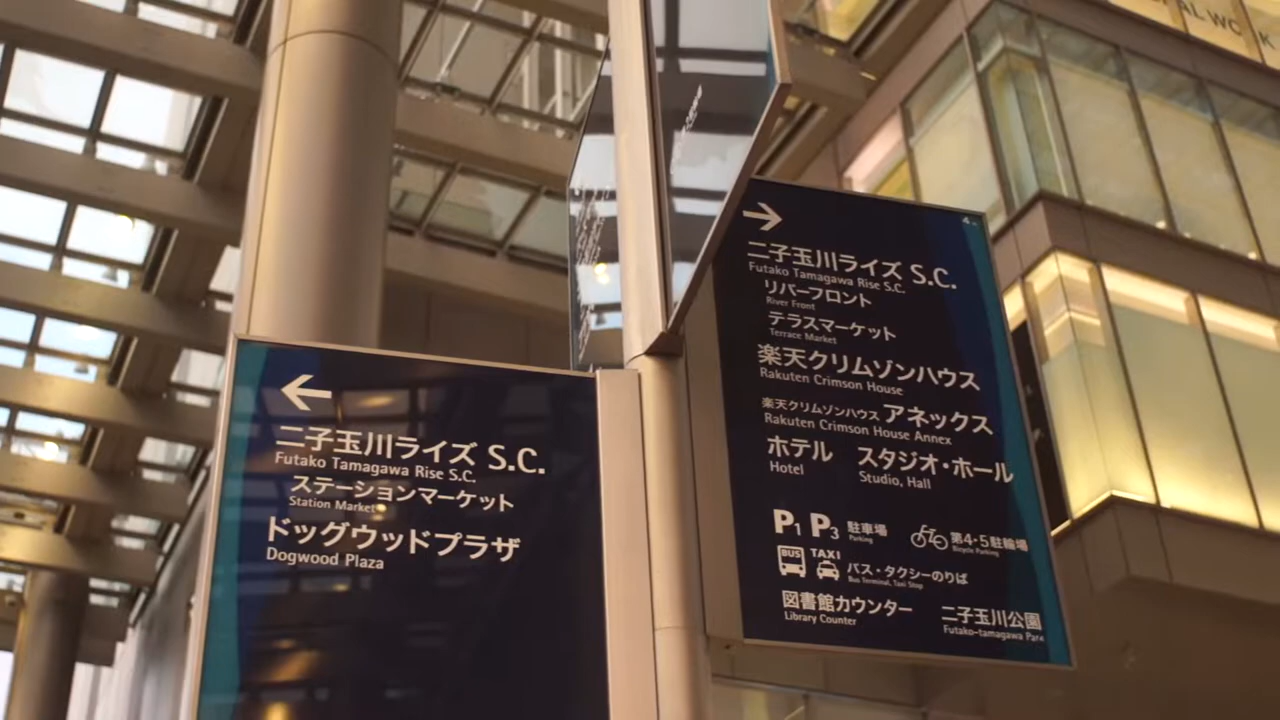 ←
二子玉川ライズ S.C.
Futako Tamagawa Rise S.C.
ステーションマーケット
Station Market
ドッグウッドプラザ
Dogwood Plaza
→
二子玉川ライズ S.C.
Futako Tamagawa Rise S.C.
リバーフロント
River Front
テラスマーケット
Terrace Market
楽天クリムゾンハウス
Rakuten Crimson House
楽天クリムゾンハウス アネックス
Rakuten Crimson House Annex
ホテル スタジオ・ホール
Hotel Studio, Hall
P1 P3 駐車場 第4・5駐輪場
Parking Bicycle Parking
BUS TAXI バス・タクシーのりば
Bus Terminal, Taxi Stop
図書館カウンター 二子玉川公園
Library Counter Futako-tamagawa Park